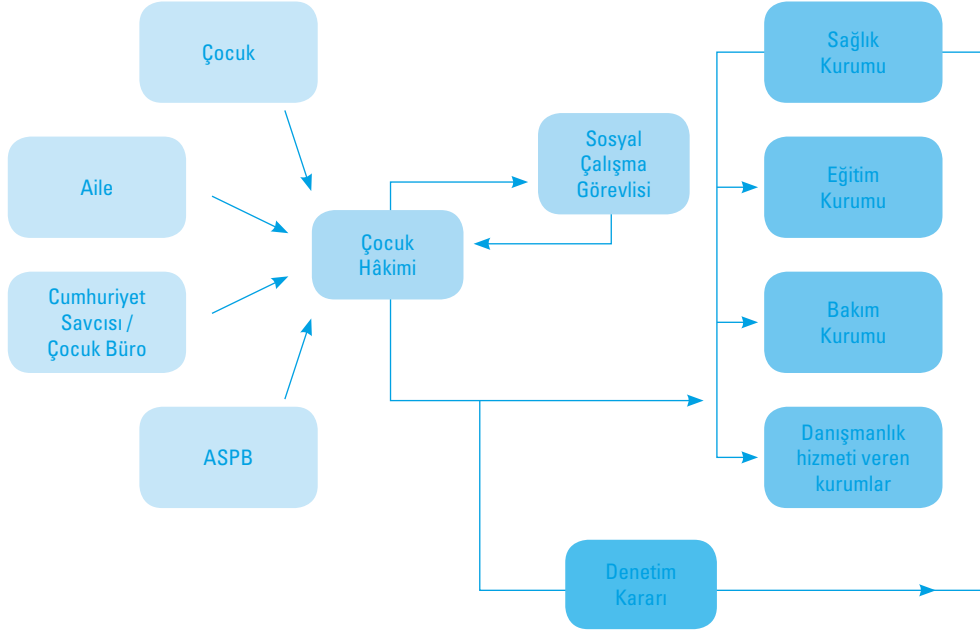 Çocuk
Aile
Cumhuriyet
Savcısı /
Çocuk Büro
ASPB
Çocuk
Hâkimi
Sosyal
Çalışma
Görevlisi
Sağlık
Kurumu
Eğitim
Kurumu
Bakım
Kurumu
Danışmanlık
hizmeti veren
kurumlar
Denetim
Kararı